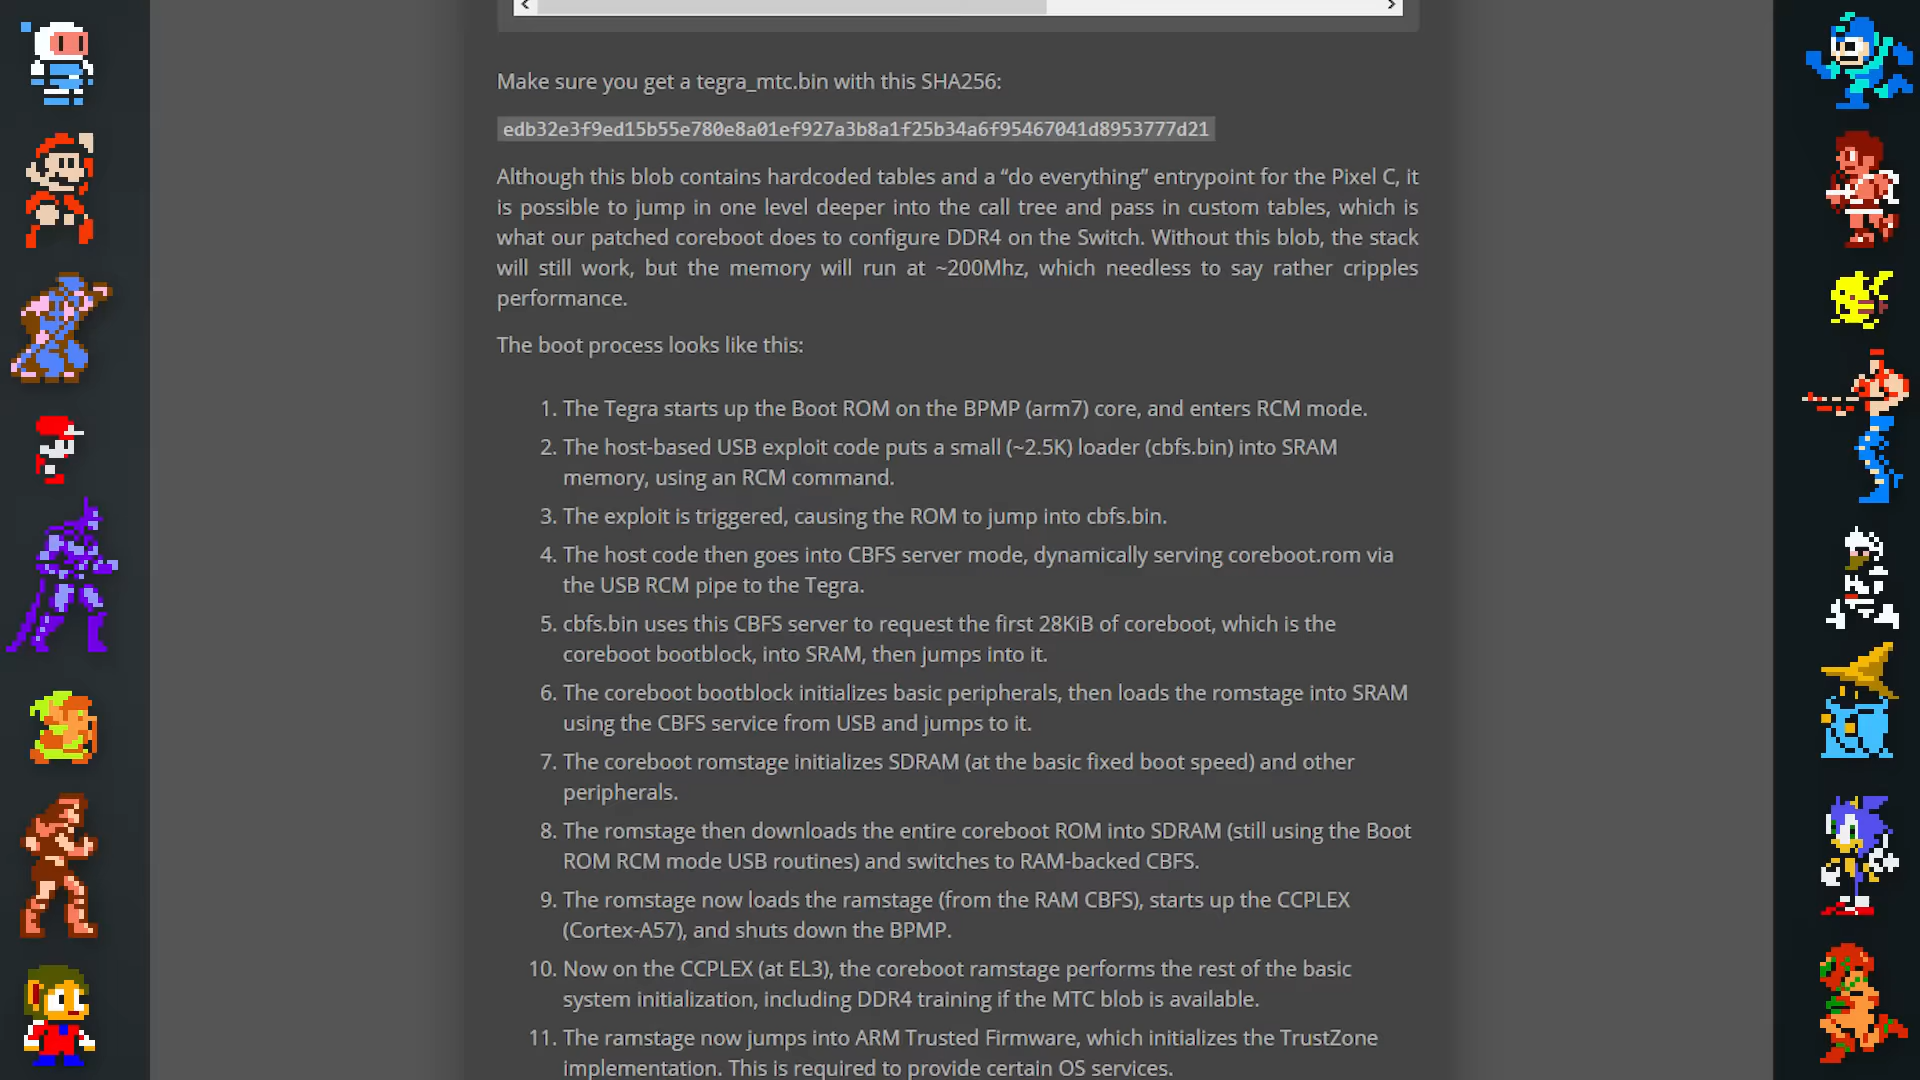 Make sure you get a tegra_mtc.bin with this SHA256:
edb32e3f9ed15b55e780e8a01ef927a3b8a1f25b34a6f95467041d8953777d21
Although this blob contains hardcoded tables and a “do everything” entrypoint for the Pixel C, it
is possible to jump in one level deeper into the call tree and pass in custom tables, which is
what our patched coreboot does to configure DDR4 on the Switch. Without this blob, the stack
will still work, but the memory will run at ~200Mhz, which needless to say rather cripples
performance.
The boot process looks like this:
1. The Tegra starts up the Boot ROM on the BPMP (arm7) core, and enters RCM mode.
2. The host-based USB exploit code puts a small (~2.5K) loader (cbfs.bin) into SRAM
memory, using an RCM command.
3. The exploit is triggered, causing the ROM to jump into cbfs.bin.
4. The host code then goes into CBFS server mode, dynamically serving coreboot.rom via
the USB RCM pipe to the Tegra.
5. cbfs.bin uses this CBFS server to request the first 28KiB of coreboot, which is the
coreboot bootblock, into SRAM, then jumps into it.
6. The coreboot bootblock initializes basic peripherals, then loads the romstage into SRAM
using the CBFS service from USB and jumps to it.
7. The coreboot romstage initializes SDRAM (at the basic fixed boot speed) and other
peripherals.
8. The romstage then downloads the entire coreboot ROM into SDRAM (still using the Boot
ROM RCM mode USB routines) and switches to RAM-backed CBFS.
9. The romstage now loads the ramstage (from the RAM CBFS), starts up the CCPLEX
(Cortex-A57), and shuts down the BPMP.
10. Now on the CCPLEX (at EL3), the coreboot ramstage performs the rest of the basic
system initialization, including DDR4 training if the MTC blob is available.
11. The ramstage now jumps into ARM Trusted Firmware, which initializes the TrustZone
implementation. This is required to provide certain OS services.